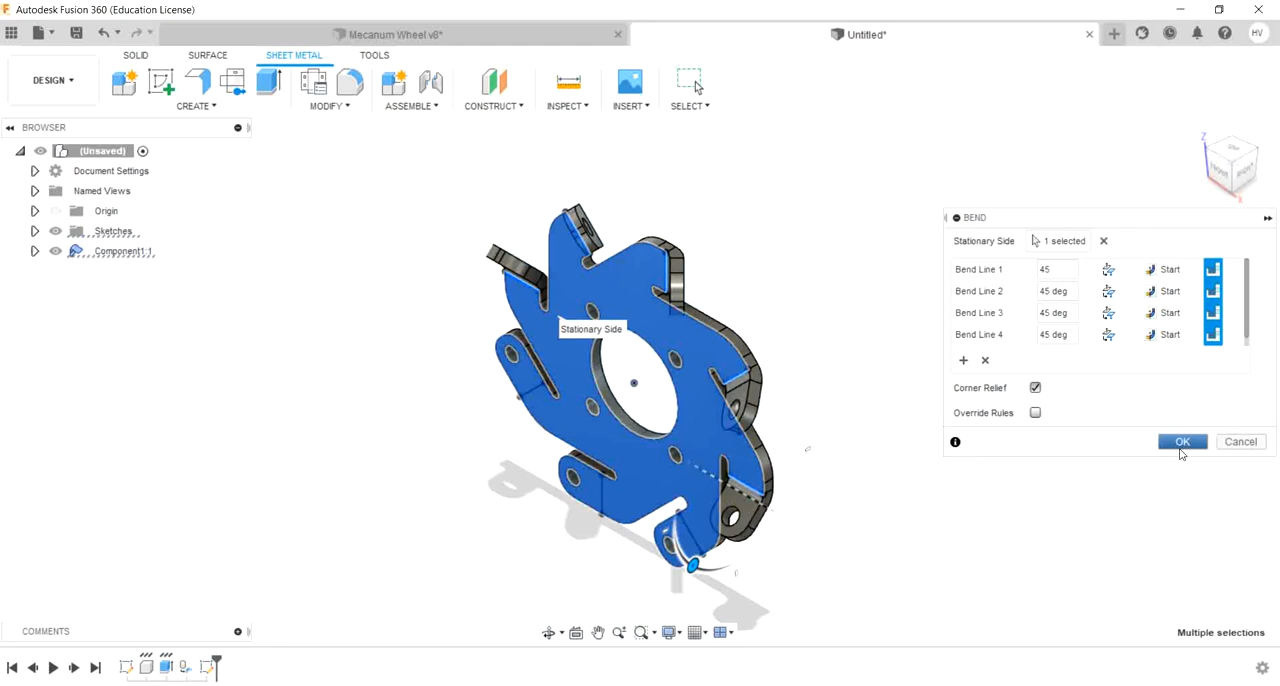 Autodesk Fusion 360 (Education License)
Mecanum Wheel v8*
Untitled*
HV
DESIGN
SOLID
SURFACE
SHEET METAL
TOOLS
CREATE
MODIFY
ASSEMBLE
CONSTRUCT
INSPECT
INSERT
SELECT
BROWSER
(Unsaved)
Document Settings
Named Views
Origin
Sketches
Component1:1
Z
X
FRONT
RIGHT
Stationary Side
BEND
Stationary Side 1 selected
Bend Line 1 45 Start
Bend Line 2 45 deg Start
Bend Line 3 45 deg Start
Bend Line 4 45 deg Start
Corner Relief
Override Rules
OK Cancel
COMMENTS
Multiple selections